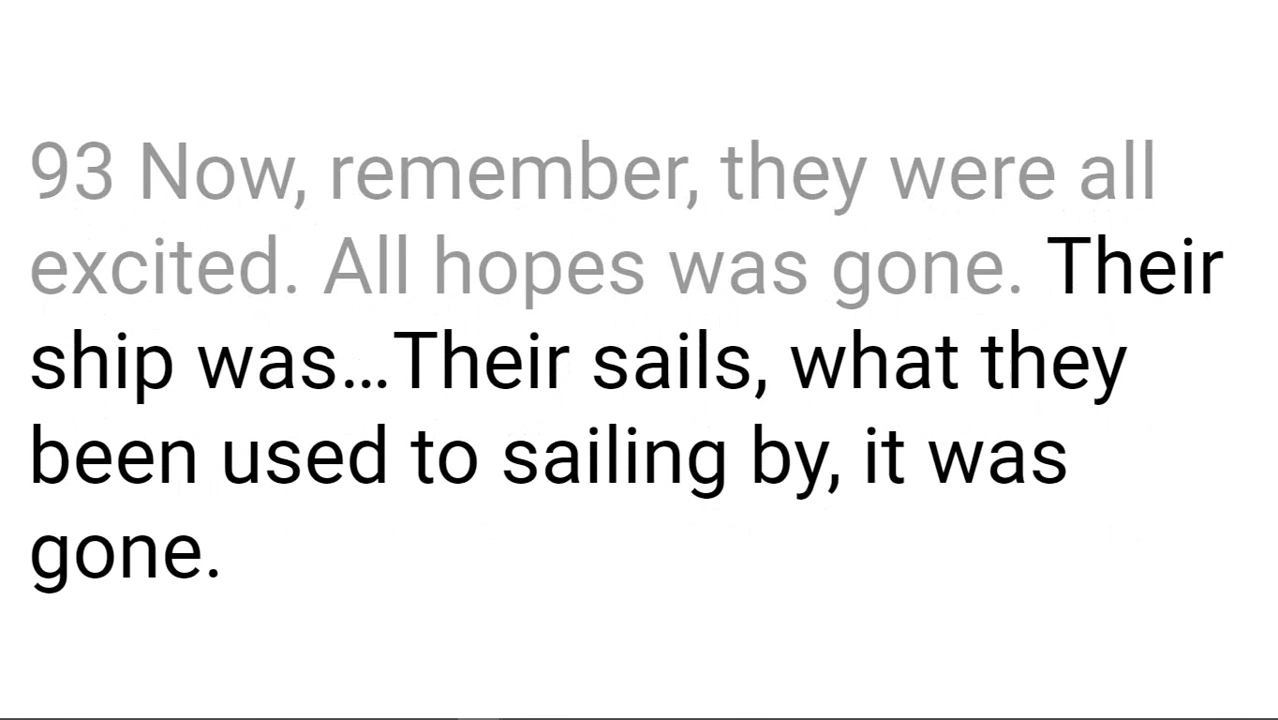 93 Now, remember, they were all
excited. All hopes was gone. Their
ship was…Their sails, what they
been used to sailing by, it was
gone.